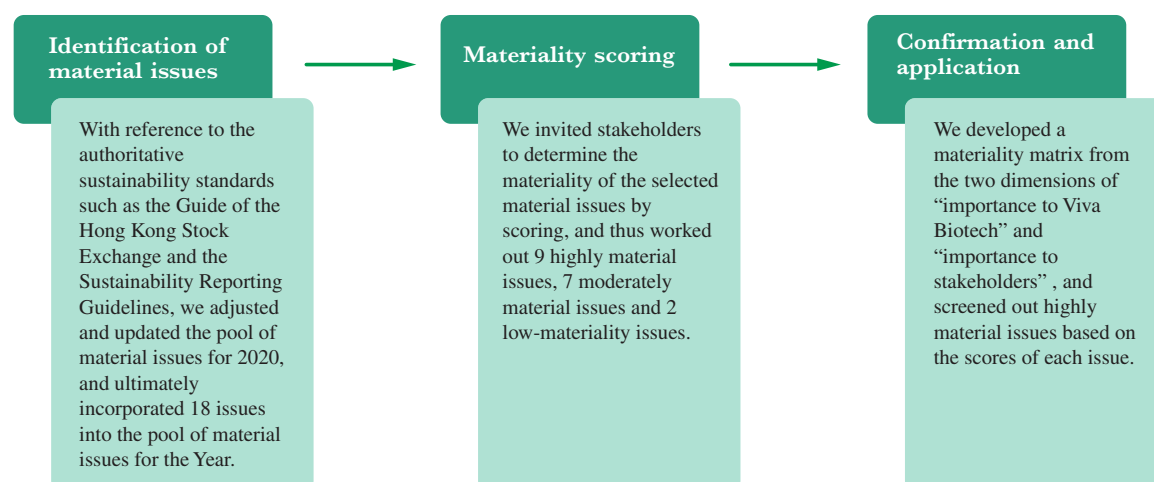 Identification of
material issues
With reference to the
authoritative
sustainability standards
such as the Guide of the
Hong Kong Stock
Exchange and the
Sustainability Reporting
Guidelines, we adjusted
and updated the pool of
material issues for 2020,
and ultimately
incorporated 18 issues
into the pool of material
issues for the Year.
Materiality scoring
We invited stakeholders
to determine the
materiality of the selected
material issues by
scoring, and thus worked
out 9 highly material
issues, 7 moderately
material issues and 2
low-materiality issues.
Confirmation and
application
We developed a
materiality matrix from
the two dimensions of
“importance to Viva
Biotech” and
“importance to
stakeholders” , and
screened out highly
material issues based on
the scores of each issue.